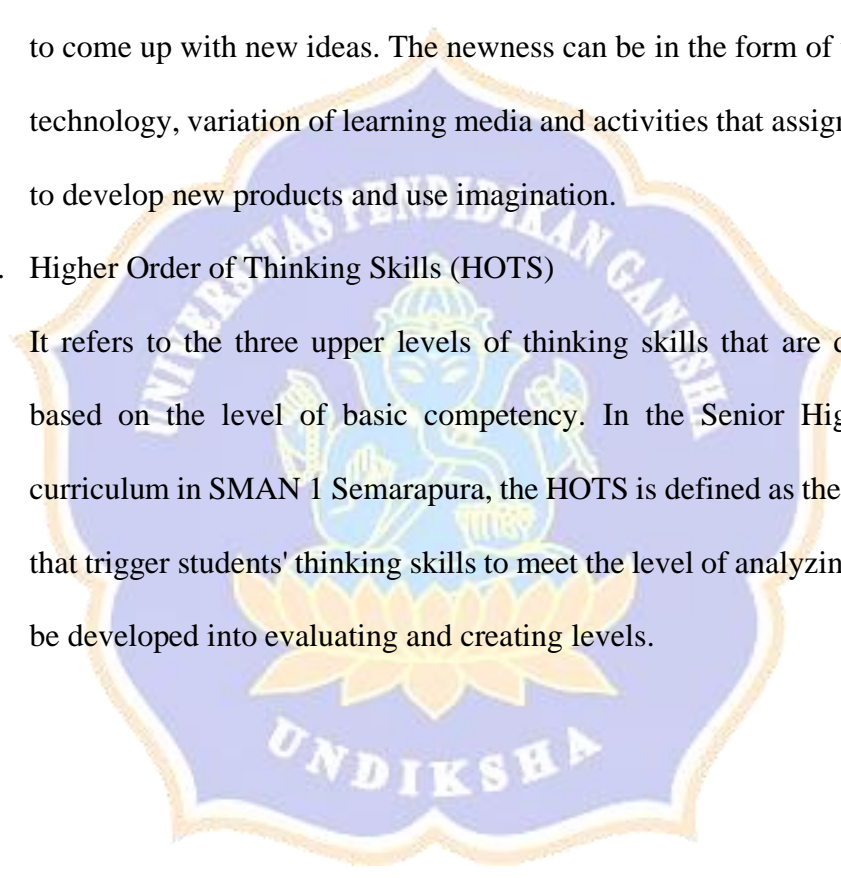 to come up with new ideas. The newness can be in the form of
technology, variation of learning media and activities that
to develop new products and use imagination.
Higher Order of Thinking Skills (HOTS)
It refers to the three upper levels of thinking skills that are
based on the level of basic competency. In the Senior
curriculum in SMAN 1 Semarapura, the HOTS is defined as the
that trigger students' thinking skills to meet the level of
be developed into evaluating and creating levels.
UNIVERSITAS PENDIDIKAN GANESHA
UNDIKSHA